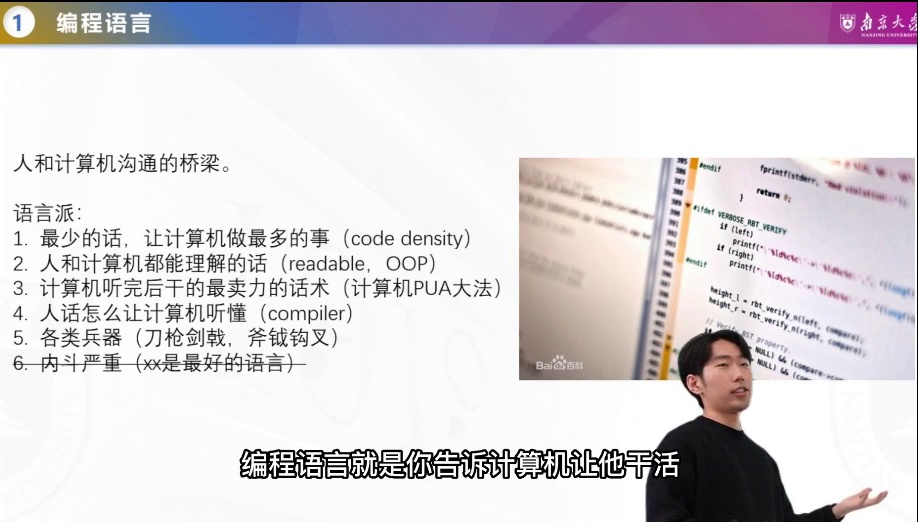 1 编程语言
南京大学
NANJING UNIVERSITY
人和计算机沟通的桥梁。
语言派：
1. 最少的话，让计算机做最多的事（code density）
2. 人和计算机都能理解的话（readable，OOP）
3. 计算机听完后干的最卖力的话术（计算机PUA大法）
4. 人话怎么让计算机听懂（compiler）
5. 各类兵器（刀枪剑戟，斧钺钩叉）
6. 内斗严重（xx是最好的语言）
#endif
fprintf(stderr, "Red violation
return 0;
}
#ifdef VERBOSE_RBT_VERIFY
if (left)
printf("
if (right)
printf("
#endif
height_l = rbt_verify_n(left, compare);
height_r = rbt_verify_n(right, compare);
// Verify BST property.
NULL) && (compare
NULL) &&
Bai百科
编程语言就是你告诉计算机让他干活